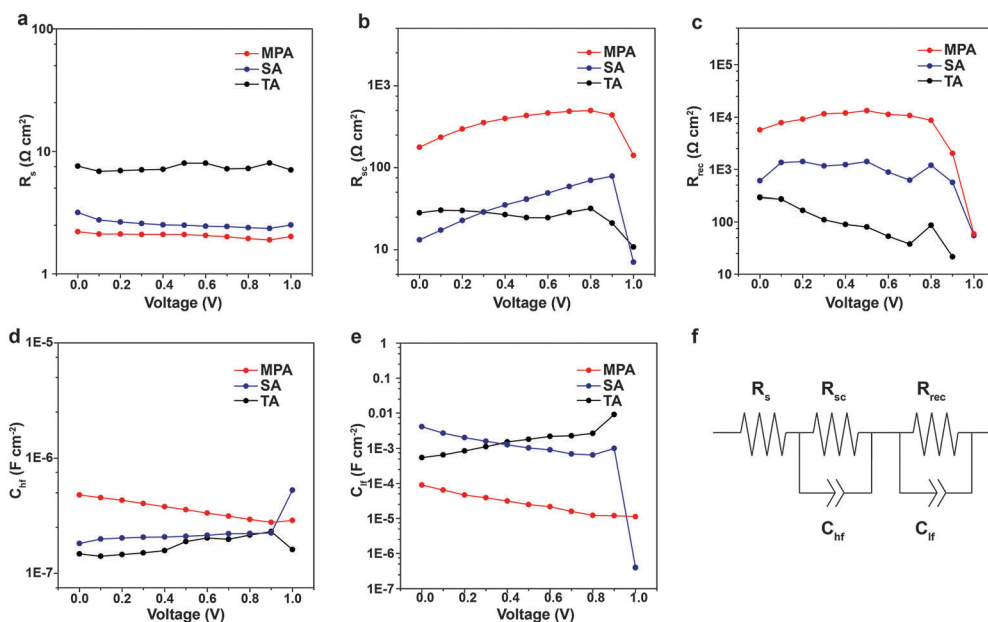 a
100
10
1
R_s (Ω cm²)
MPA
SA
TA
0.0 0.2 0.4 0.6 0.8 1.0
Voltage (V)
b
1E3
100
10
R_sc (Ω cm²)
MPA
SA
TA
0.0 0.2 0.4 0.6 0.8 1.0
Voltage (V)
c
1E5
1E4
1E3
100
10
R_rec (Ω cm²)
MPA
SA
TA
0.0 0.2 0.4 0.6 0.8 1.0
Voltage (V)
d
1E-5
1E-6
1E-7
C_hf (F cm⁻²)
MPA
SA
TA
0.0 0.2 0.4 0.6 0.8 1.0
Voltage (V)
e
1
0.1
0.01
1E-3
1E-4
1E-5
1E-6
1E-7
C_lf (F cm⁻²)
MPA
SA
TA
0.0 0.2 0.4 0.6 0.8 1.0
Voltage (V)
f
R_s R_sc R_rec
C_hf C_lf